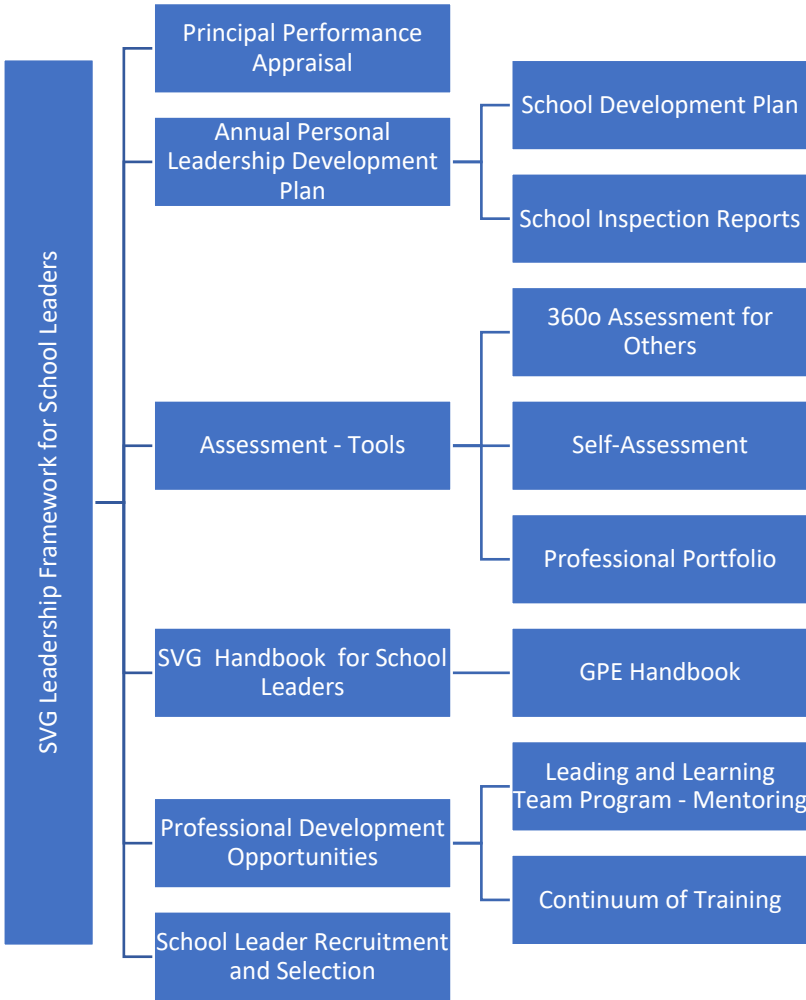 SVG Leadership Framework for School Leaders
Principal Performance
Appraisal
Annual Personal
Leadership Development
Plan
School Development Plan
School Inspection Reports
Assessment - Tools
360o Assessment for
Others
Self-Assessment
Professional Portfolio
SVG Handbook for School
Leaders
GPE Handbook
Professional Development
Opportunities
Leading and Learning
Team Program - Mentoring
Continuum of Training
School Leader Recruitment
and Selection